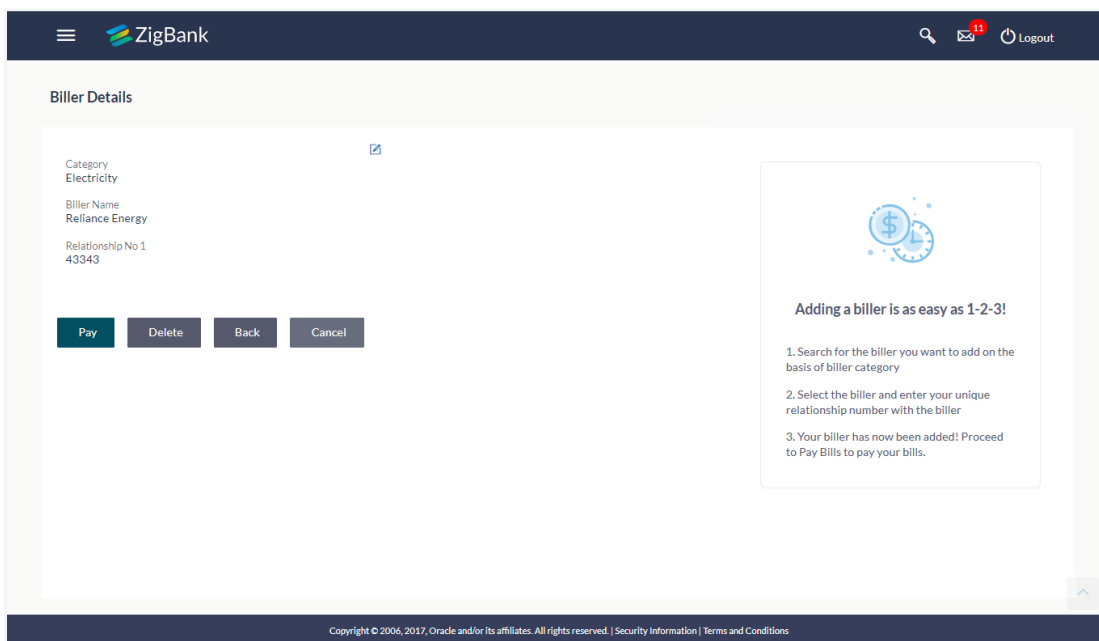 ZigBank
11
Logout
Biller Details
Category
Electricity
Biller Name
Reliance Energy
Relationship No 1
43343
Pay
Delete
Back
Cancel
$
Adding a biller is as easy as 1-2-3!
1. Search for the biller you want to add on the
basis of biller category
2. Select the biller and enter your unique
relationship number with the biller
3. Your biller has now been added! Proceed
to Pay Bills to pay your bills.
Copyright © 2006, 2017, Oracle and/or its affiliates. All rights reserved. | Security Information | Terms and Conditions